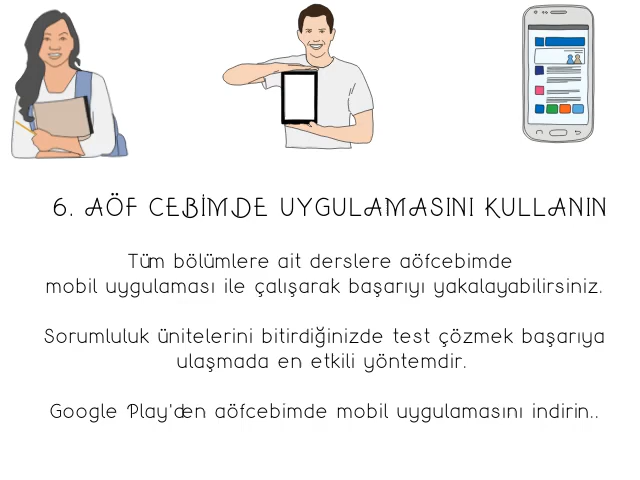 6. AÖF CEBİMDE UYGULAMASINI KULLANIN
Tüm bölümlere ait derslere aöfcebimde
mobil uygulaması ile çalışarak başarıyı yakalayabilirsiniz.
Sorumluluk ünitelerini bitirdiğinizde test çözmek başarıya
ulaşmada en etkili yöntemdir.
Google Play'den aöfcebimde mobil uygulamasını indirin..